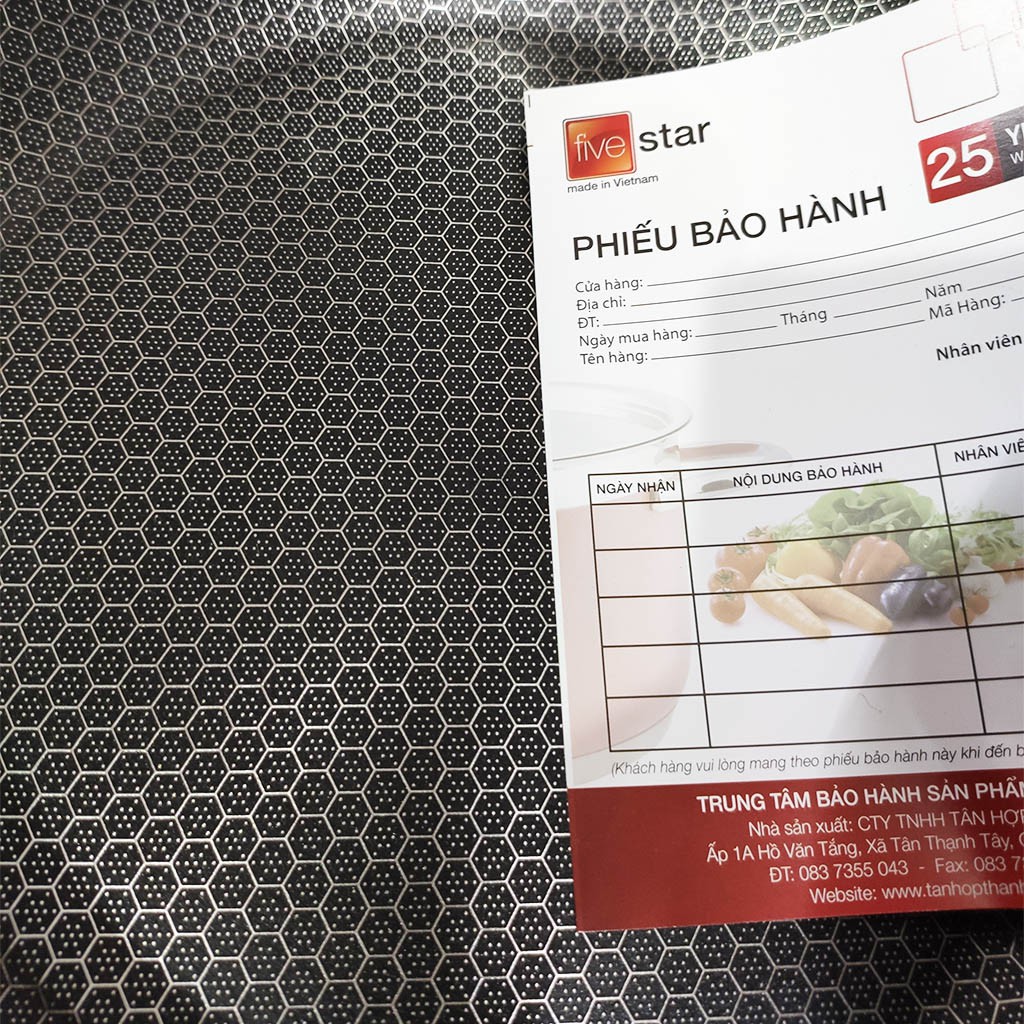 five star
made in Vietnam
25
PHIẾU BẢO HÀNH
Cửa hàng:
Địa chỉ:
ĐT:
Ngày mua hàng: Tháng Năm
Tên hàng: Mã Hàng:
Nhân viên
NGÀY NHẬN NỘI DUNG BẢO HÀNH NHÂN
(Khách hàng vui lòng mang theo phiếu bảo hành này khi đến
TRUNG TÂM BẢO HÀNH SẢN
Nhà sản xuất: CTY TNHH TÂN
Ấp 1A Hồ Văn Tắng, Xã Tân Thạnh Tây,
ĐT: 083 7355 043 - Fax: 083
Website: www.tanhopthanh